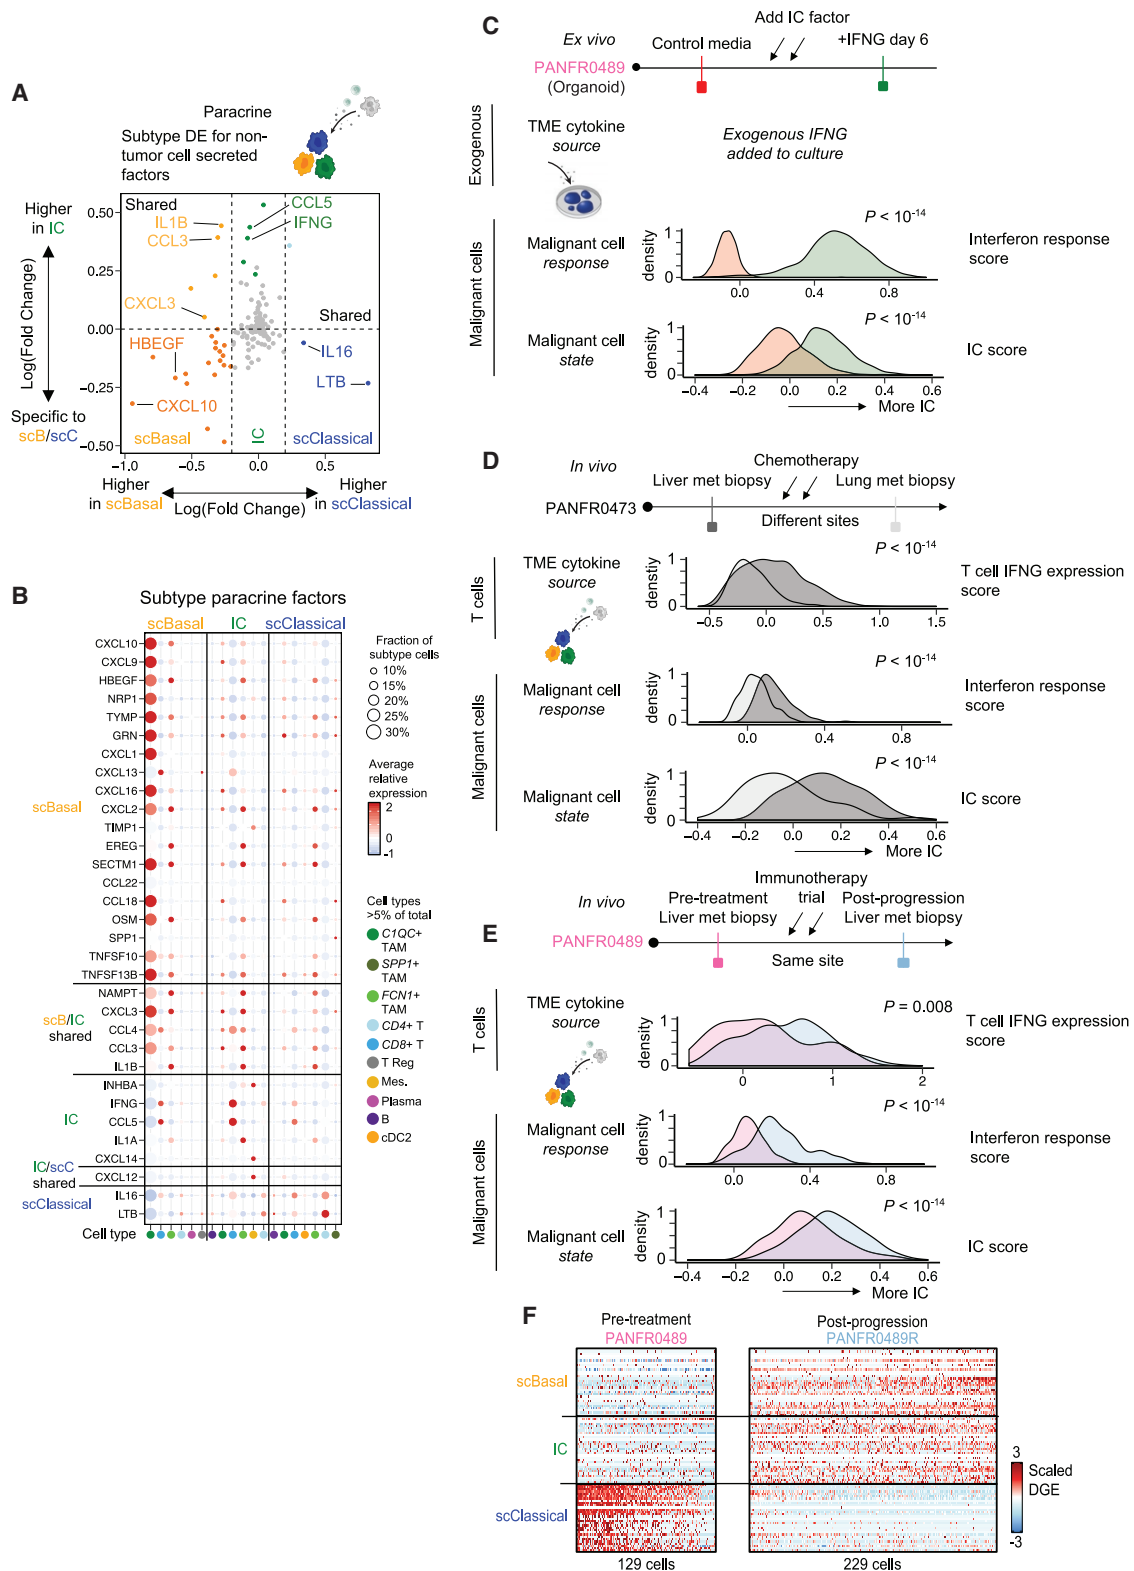 A
Paracrine
Subtype DE for non-
tumor cell secreted
factors
Higher
in IC
Log(Fold Change)
Specific to
scB/scC
Shared
IL1B
CCL3
CXCL3
HBEGF
CXCL10
scBasal
CCL5
IFNG
Shared
IL16
LTB
IC
scClassical
0.50
0.25
0.00
−0.25
−0.50
−1.0 −0.5 0.0 0.5
Higher
in scBasal
Log(Fold Change)
Higher
in scClassical
B
Subtype paracrine factors
scBasal IC scClassical
scBasal
CXCL10
CXCL9
HBEGF
NRP1
TYMP
GRN
CXCL1
CXCL13
CXCL16
CXCL2
TIMP1
EREG
SECTM1
CCL22
CCL18
OSM
SPP1
TNFSF10
TNFSF13B
scB/IC
shared
NAMPT
CXCL3
CCL4
CCL3
IL1B
IC
INHBA
IFNG
CCL5
IL1A
CXCL14
IC/scC
shared
CXCL12
scClassical
IL16
LTB
Cell type
Fraction of
subtype cells
10%
15%
20%
25%
30%
Average
relative
expression
2
0
-1
Cell types
>5% of total
C1QC+
TAM
SPP1+
TAM
FCN1+
TAM
CD4+ T
CD8+ T
T Reg
Mes.
Plasma
B
cDC2
C
Ex vivo
PANFR0489
(Organoid)
Control media
Add IC factor
+IFNG day 6
Exogenous
TME cytokine
source
Exogenous IFNG
added to culture
Malignant cells
Malignant cell
response
density
1
0
P < 10-14
Interferon response
score
0.0 0.4 0.8
Malignant cell
state
density
1
0
P < 10-14
IC score
−0.4 −0.2 0.0 0.2 0.4 0.6
More IC
D
In vivo
PANFR0473
Liver met biopsy
Chemotherapy
Lung met biopsy
Different sites
T cells
TME cytokine
source
denstiy
1
0
P < 10-14
T cell IFNG expression
score
−0.5 0.0 0.5 1.0 1.5
Malignant cells
Malignant cell
response
denstiy
1
0
P < 10-14
Interferon response
score
0.0 0.4 0.8
Malignant cell
state
density
1
0
P < 10-14
IC score
−0.4 −0.2 0.0 0.2 0.4 0.6
More IC
E
In vivo
PANFR0489
Pre-treatment
Liver met biopsy
Immunotherapy
trial
Post-progression
Liver met biopsy
Same site
T cells
TME cytokine
source
density
1
0
P = 0.008
T cell IFNG expression
score
0 1 2
Malignant cells
Malignant cell
response
density
1
0
P < 10-14
Interferon response
score
0.0 0.4 0.8
Malignant cell
state
density
1
0
P < 10-14
IC score
−0.4 −0.2 0.0 0.2 0.4 0.6
More IC
F
Pre-treatment
PANFR0489
Post-progression
PANFR0489R
scBasal
IC
scClassical
129 cells
229 cells
3
Scaled
DGE
-3